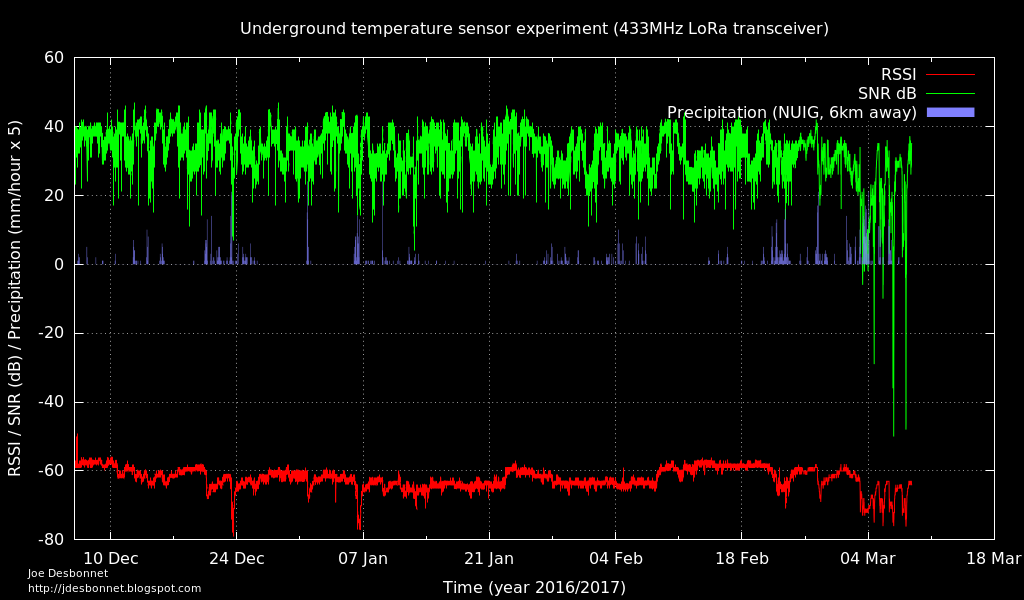 Underground temperature sensor experiment (433MHz LoRa transceiver)
RSSI
SNR dB
Precipitation (NUIG, 6km away)
RSSI / SNR (dB) / Precipitation (mm/hour x 5)
60
40
20
0
-20
-40
-60
-80
10 Dec 24 Dec 07 Jan 21 Jan 04 Feb 18 Feb 04 Mar 18 Mar
Time (year 2016/2017)
Joe Desbonnet
http://jdesbonnet.blogspot.com